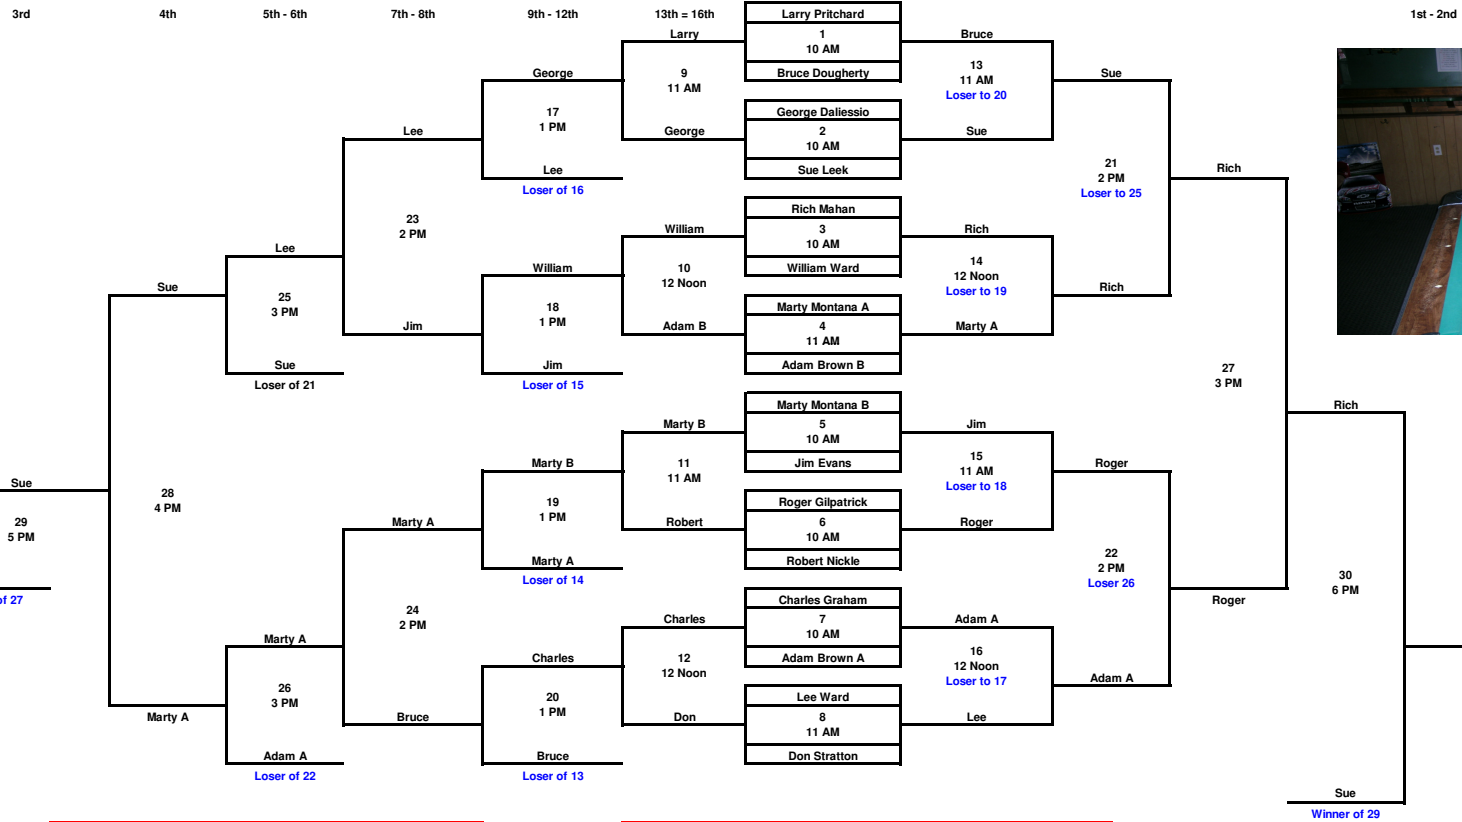 3rd 4th 5th - 6th 7th - 8th 9th - 12th 13th = 16th Larry Pritchard 1st - 2nd
Larry 1 Bruce
10 AM
George 9 Bruce Dougherty 13 Sue
11 AM 11 AM
Loser to 20
17 George Daliessio
1 PM
Lee George 2 Sue
10 AM
Lee Sue Leek 21 Rich
2 PM
Loser of 16 Loser to 25
Rich Mahan
23 William 3 Rich
2 PM 10 AM
Lee William 10 William Ward 14 Rich
12 Noon 12 Noon
Loser to 19
Sue 25 18 Marty Montana A
3 PM 1 PM
Jim Adam B 4 Marty A
11 AM
Sue Jim Adam Brown B 27
3 PM
Loser of 21 Loser of 15
Marty Montana B Rich
Marty B 5 Jim
10 AM
Marty B 11 Jim Evans 15 Roger
11 AM 11 AM
Loser to 18
Sue 28 19 Roger Gilpatrick
4 PM 1 PM
29 Marty A Robert 6 Roger
5 PM 10 AM
Marty A Robert Nickle 22
2 PM
Loser of 14 Loser 26
of 27 30
6 PM
Charles Graham Roger
24 Charles 7 Adam A
2 PM 10 AM
Marty A Charles 12 Adam Brown A 16 Adam A
12 Noon 12 Noon
Loser to 17
26 20 Lee Ward
3 PM 1 PM
Marty A Bruce Don 8 Lee
11 AM
Adam A Bruce Don Stratton
Loser of 22 Loser of 13
Sue
Winner of 29